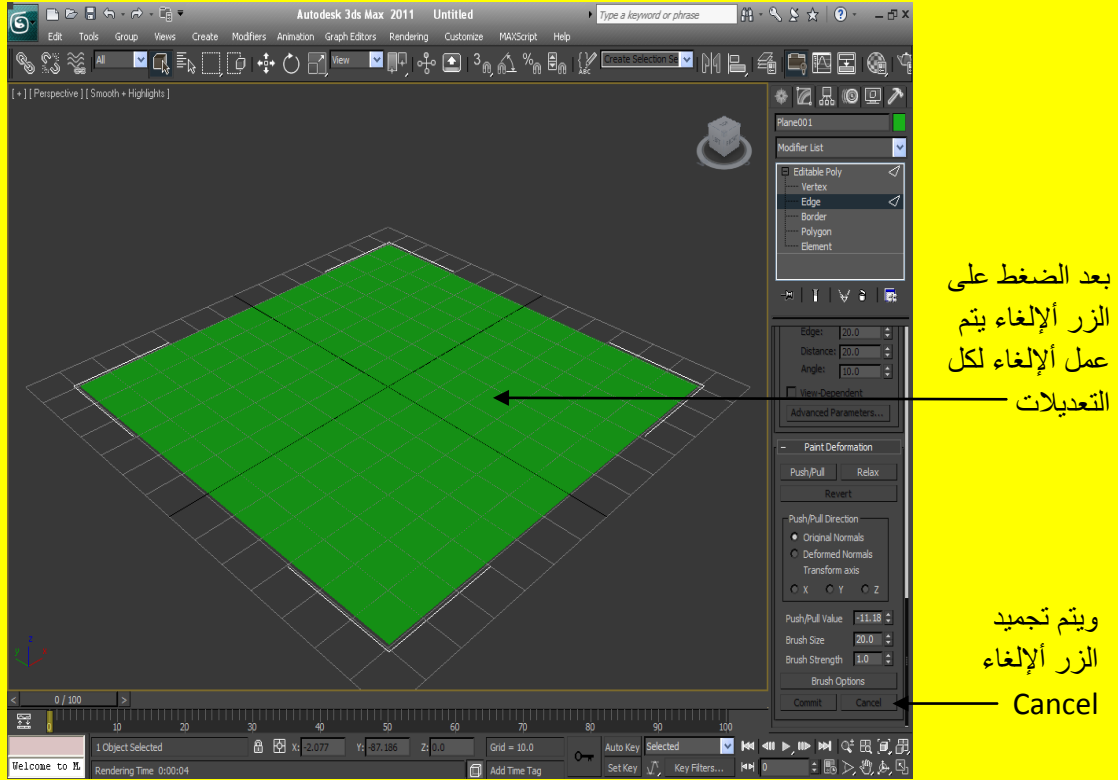 Autodesk 3ds Max 2011 Untitled
Type a keyword or phrase
Edit Tools Group Views Create Modifiers Animation Graph Editors Rendering Customize MAXScript Help
All
View
3
Create Selection Se
[ + ] [ Perspective ] [ Smooth + Highlights ]
Plane001
Modifier List
Editable Poly
Vertex
Edge
Border
Polygon
Element
بعد الضغط على
الزر ألإلغاء يتم
عمل ألإلغاء لكل
التعديلات
Edge: 20.0
Distance: 20.0
Angle: 10.0
View-Dependent
Advanced Parameters...
Paint Deformation
Push/Pull Relax
Revert
Push/Pull Direction
Original Normals
Deformed Normals
Transform axis
X Y Z
Push/Pull Value -11.18
Brush Size 20.0
Brush Strength 1.0
Brush Options
Commit Cancel
ويتم تجميد
الزر ألإلغاء
Cancel
z
y
0 / 100
0 10 20 30 40 50 60 70 80 90 100
1 Object Selected X: -2.077 Y: -87.186 Z: 0.0 Grid = 10.0 Auto Key Selected
Welcome to M Rendering Time 0:00:04 Add Time Tag Set Key Key Filters... 0